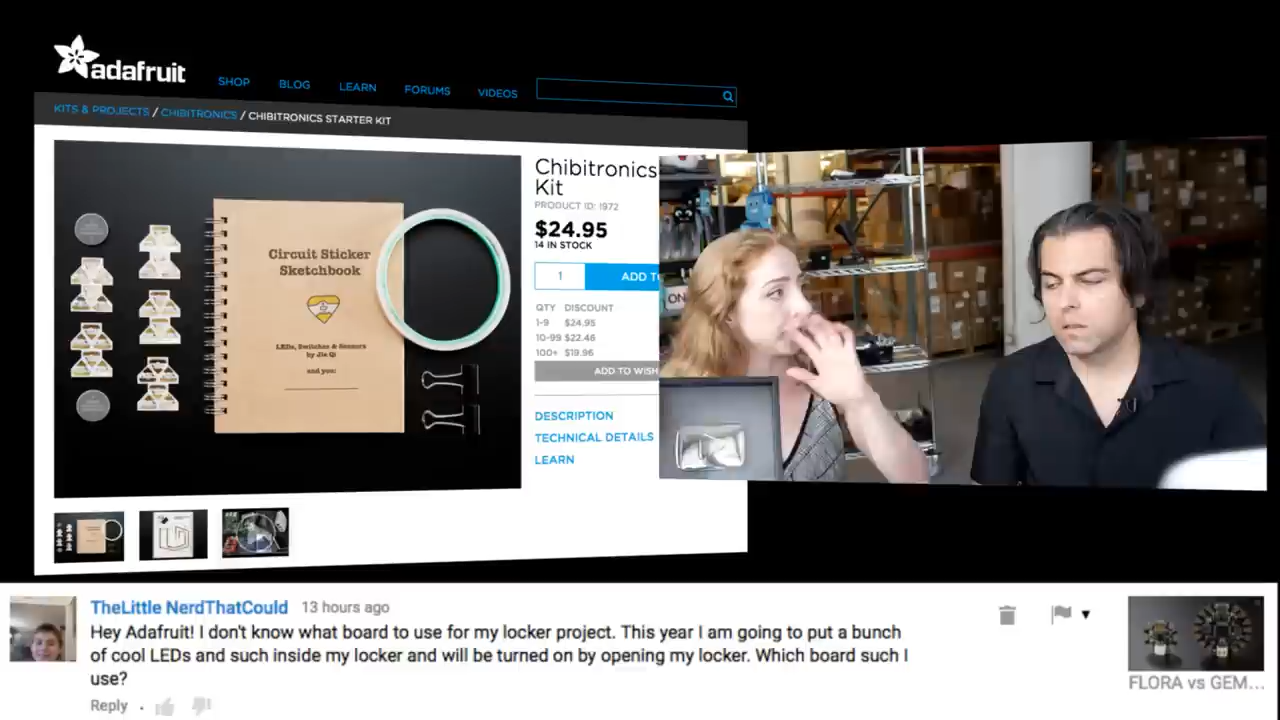 adafruit
SHOP BLOG LEARN FORUMS VIDEOS
KITS & PROJECTS / CHIBITRONICS / CHIBITRONICS STARTER KIT
Circuit Sticker
Sketchbook
LEDs, Switches & Sensors
by Jie Qi
and you:
Chibitronics
Kit
PRODUCT ID: 1972
$24.95
14 IN STOCK
1 ADD TO
QTY DISCOUNT
1-9 $24.95
10-99 $22.46
100+ $19.96
ADD TO WISH
DESCRIPTION
TECHNICAL DETAILS
LEARN
ON
TheLittle NerdThatCould 13 hours ago
Hey Adafruit! I don't know what board to use for my locker project. This year I am going to put a bunch
of cool LEDs and such inside my locker and will be turned on by opening my locker. Which board such I
use?
Reply
FLORA vs GEM...